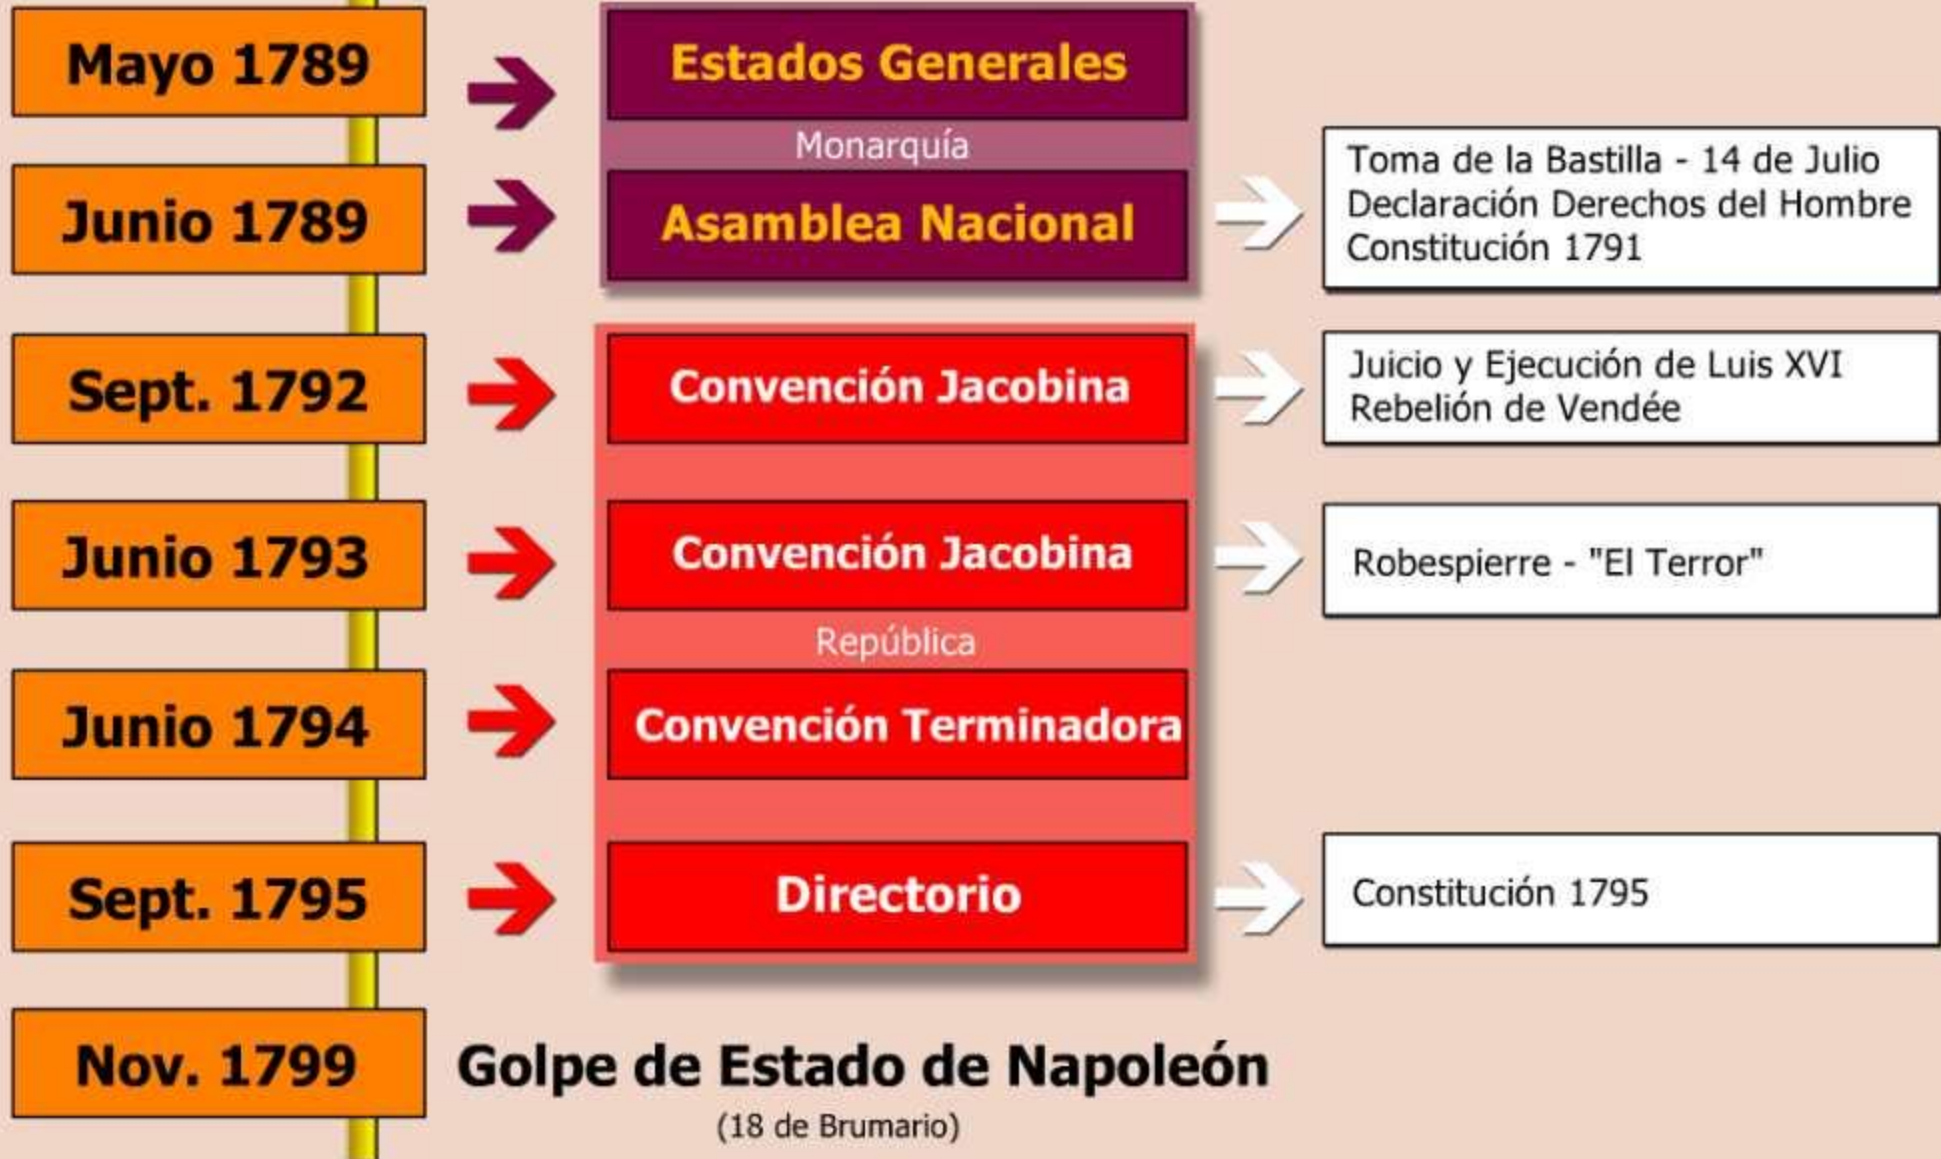 Mayo 1789
Estados Generales
Monarquía
Junio 1789
Asamblea Nacional
Toma de la Bastilla - 14 de Julio
Declaración Derechos del Hombre
Constitución 1791
Sept. 1792
Convención Jacobina
Juicio y Ejecución de Luis XVI
Rebelión de Vendée
Junio 1793
Convención Jacobina
Robespierre - "El Terror"
República
Junio 1794
Convención Terminadora
Sept. 1795
Directorio
Constitución 1795
Nov. 1799
Golpe de Estado de Napoleón
(18 de Brumario)